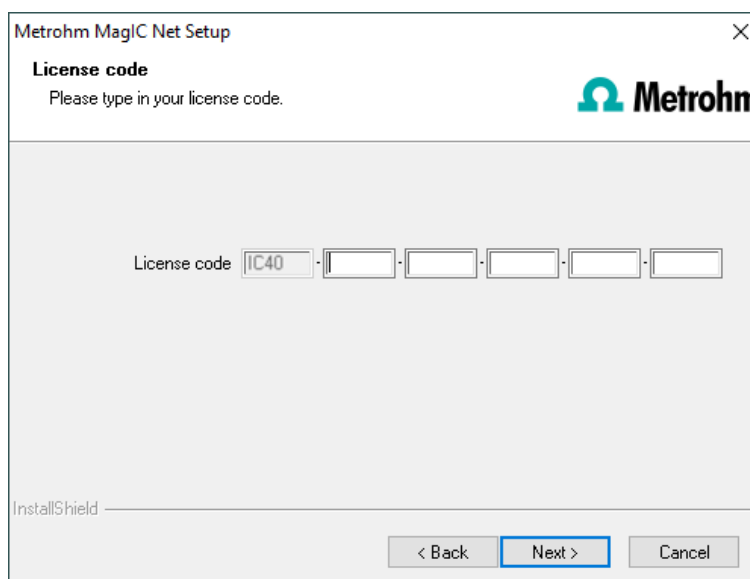 Metrohm MagIC Net Setup
License code
Please type in your license code.
Metrohm
License code IC40 - - - - -
InstallShield
< Back Next > Cancel